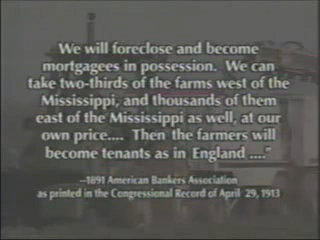 We will foreclose and become
mortgagees in possession. We can
take two-thirds of the farms west of the
Mississippi, and thousands of them
east of the Mississippi as well, at our
own price.... Then the farmers will
become tenants as in England ...."
--1891 American Bankers Association
as printed in the Congressional Record of April 29, 1913